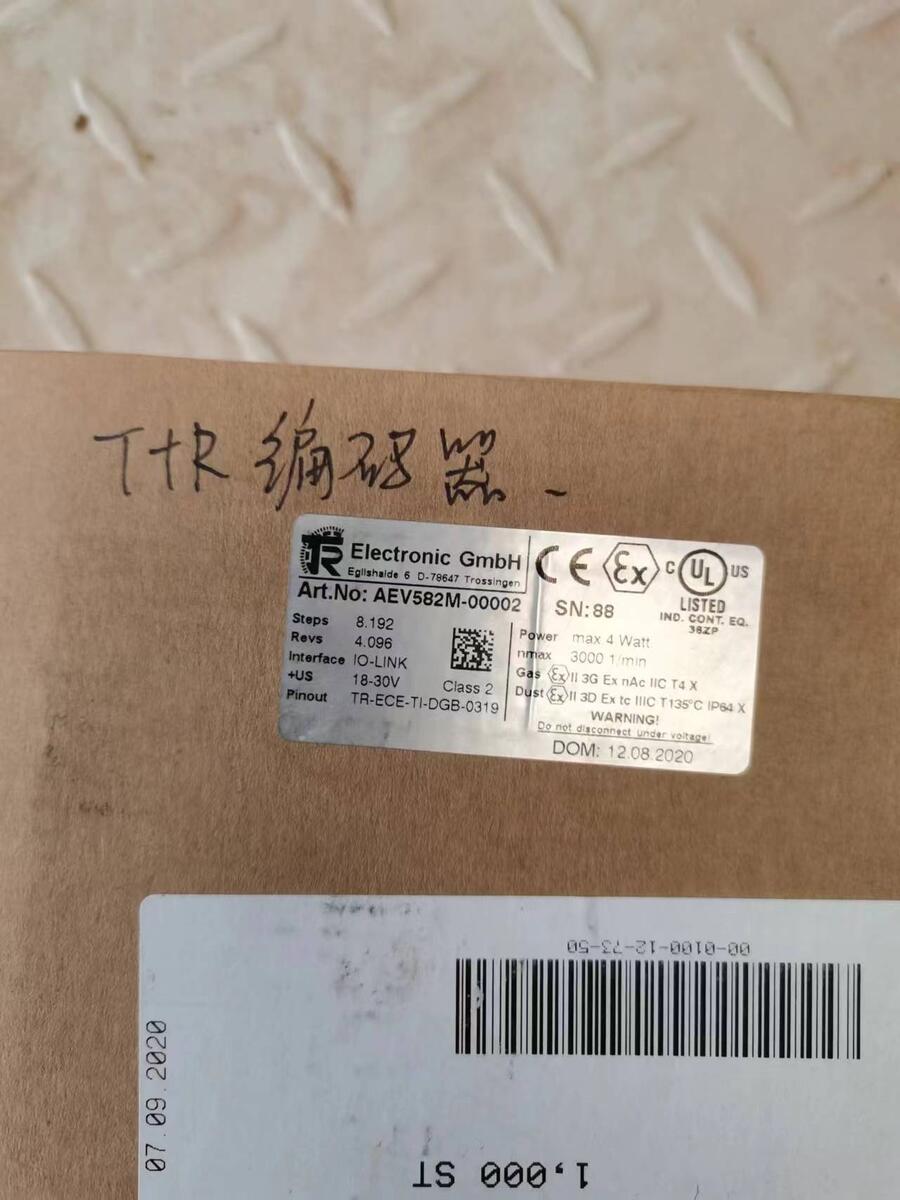 TtR 编码器-
TR Electronic GmbH
Eglishalde 6 D-78647 Trossingen
Art.No: AEV582M-00002
Steps 8.192
Revs 4.096
Interface IO-LINK
+US 18-30V
Class 2
Pinout TR-ECE-TI-DGB-0319
CE Ex C UL US
LISTED
IND. CONT. EQ.
38ZP
SN:88
Power max 4 Watt
nmax 3000 1/min
Gas Ex II 3G Ex nAc IIC T4 X
Dust Ex II 3D Ex tc IIIC T135°C IP64 X
WARNING!
Do not disconnect under voltage!
DOM: 12.08.2020
00-0100-12-73-50
07.09.2020
1,000 ST